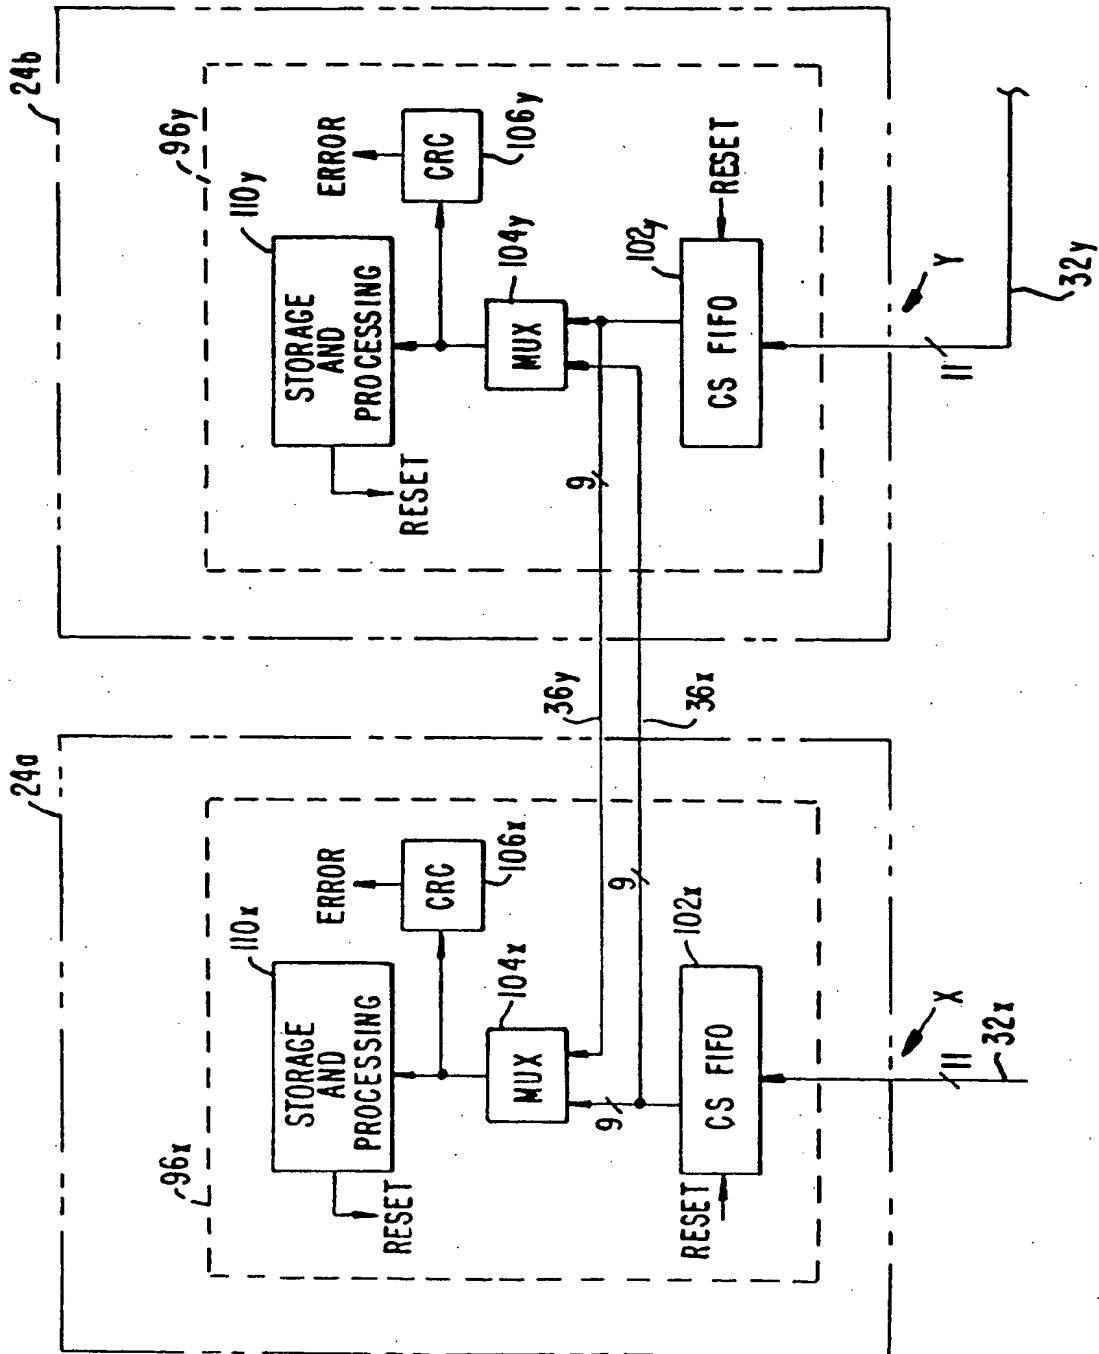 24b
96y
110y
STORAGE
AND
PROCESSING
RESET
ERROR
CRC
106y
104y
MUX
102y
CS FIFO
RESET
9
Y
11
32y
36y
36x
24a
96x
110x
STORAGE
AND
PROCESSING
RESET
ERROR
CRC
106x
104x
MUX
9
9
102x
CS FIFO
RESET
X
11
32x